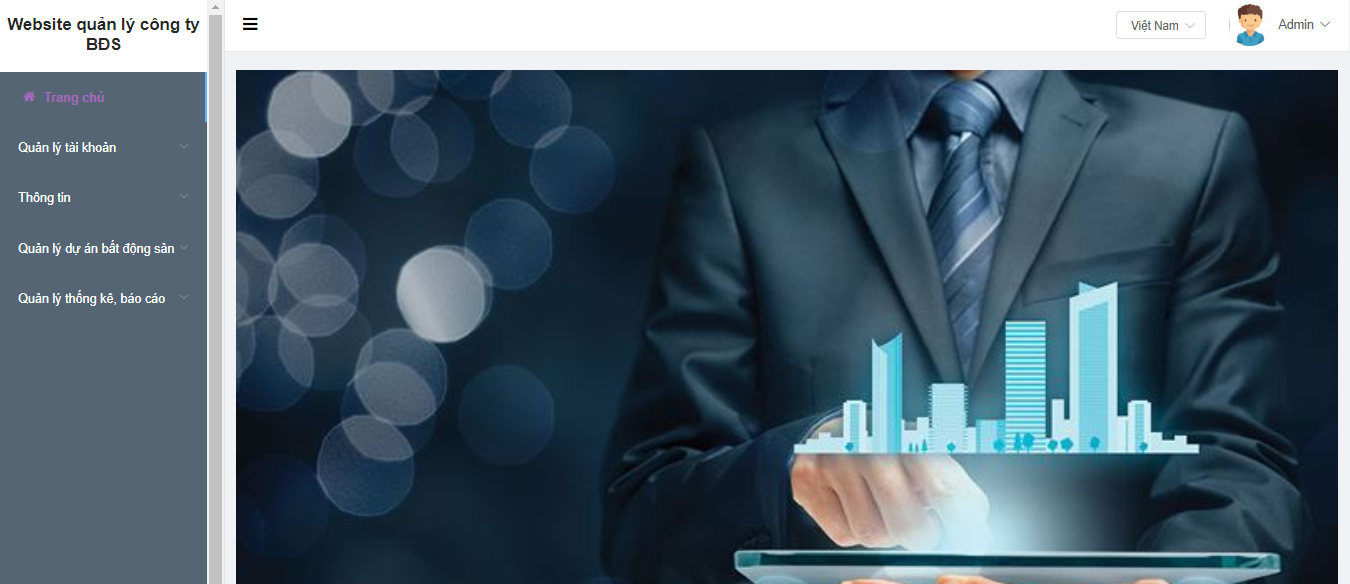 Website quản lý công ty
BĐS
Việt Nam
Admin
Trang chủ
Quản lý tài khoản
Thông tin
Quản lý dự án bất động sản
Quản lý thống kê, báo cáo